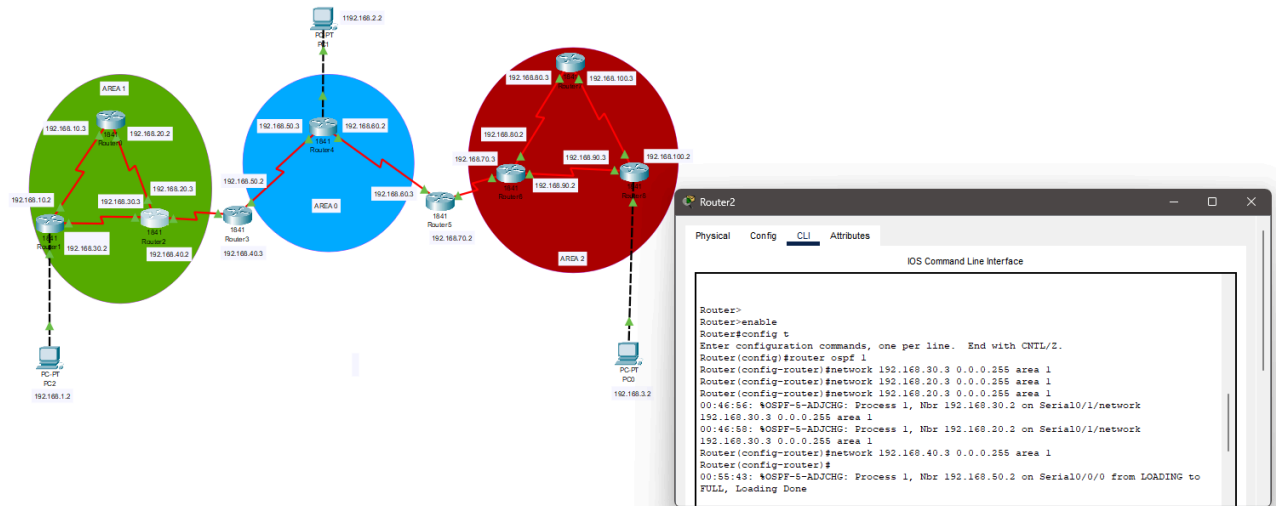 1192.168.2.2
PC-PT
PC1
AREA 1
192.168.10.3
192.168.20.2
1841
Router0
192.168.10.2
192.168.30.3
192.168.20.3
1841
Router1
192.168.30.2
1841
Router2
192.168.40.2
PC-PT
PC2
192.168.1.2
192.168.50.3
192.168.60.2
1841
Router4
192.168.50.2
AREA 0
1841
Router3
192.168.40.3
192.168.60.3
1841
Router5
192.168.70.2
192.168.80.3
192.168.100.3
192.168.80.2
192.168.70.3
192.168.90.3
192.168.100.2
1841
192.168.90.2
1841
AREA 2
PC-PT
PC0
192.168.3.2
Router2
Physical Config CLI Attributes
IOS Command Line Interface
Router>
Router>enable
Router#config t
Enter configuration commands, one per line. End with CNTL/Z.
Router(config)#router ospf 1
Router(config-router)#network 192.168.30.3 0.0.0.255 area 1
Router(config-router)#network 192.168.20.3 0.0.0.255 area 1
Router(config-router)#network 192.168.20.3 0.0.0.255 area 1
00:46:56: %OSPF-5-ADJCHG: Process 1, Nbr 192.168.30.2 on Serial0/1/network
192.168.30.3 0.0.0.255 area 1
00:46:58: %OSPF-5-ADJCHG: Process 1, Nbr 192.168.20.2 on Serial0/1/network
192.168.30.3 0.0.0.255 area 1
Router(config-router)#network 192.168.40.3 0.0.0.255 area 1
Router(config-router)#
00:55:43: %OSPF-5-ADJCHG: Process 1, Nbr 192.168.50.2 on Serial0/0/0 from LOADING to
FULL, Loading Done